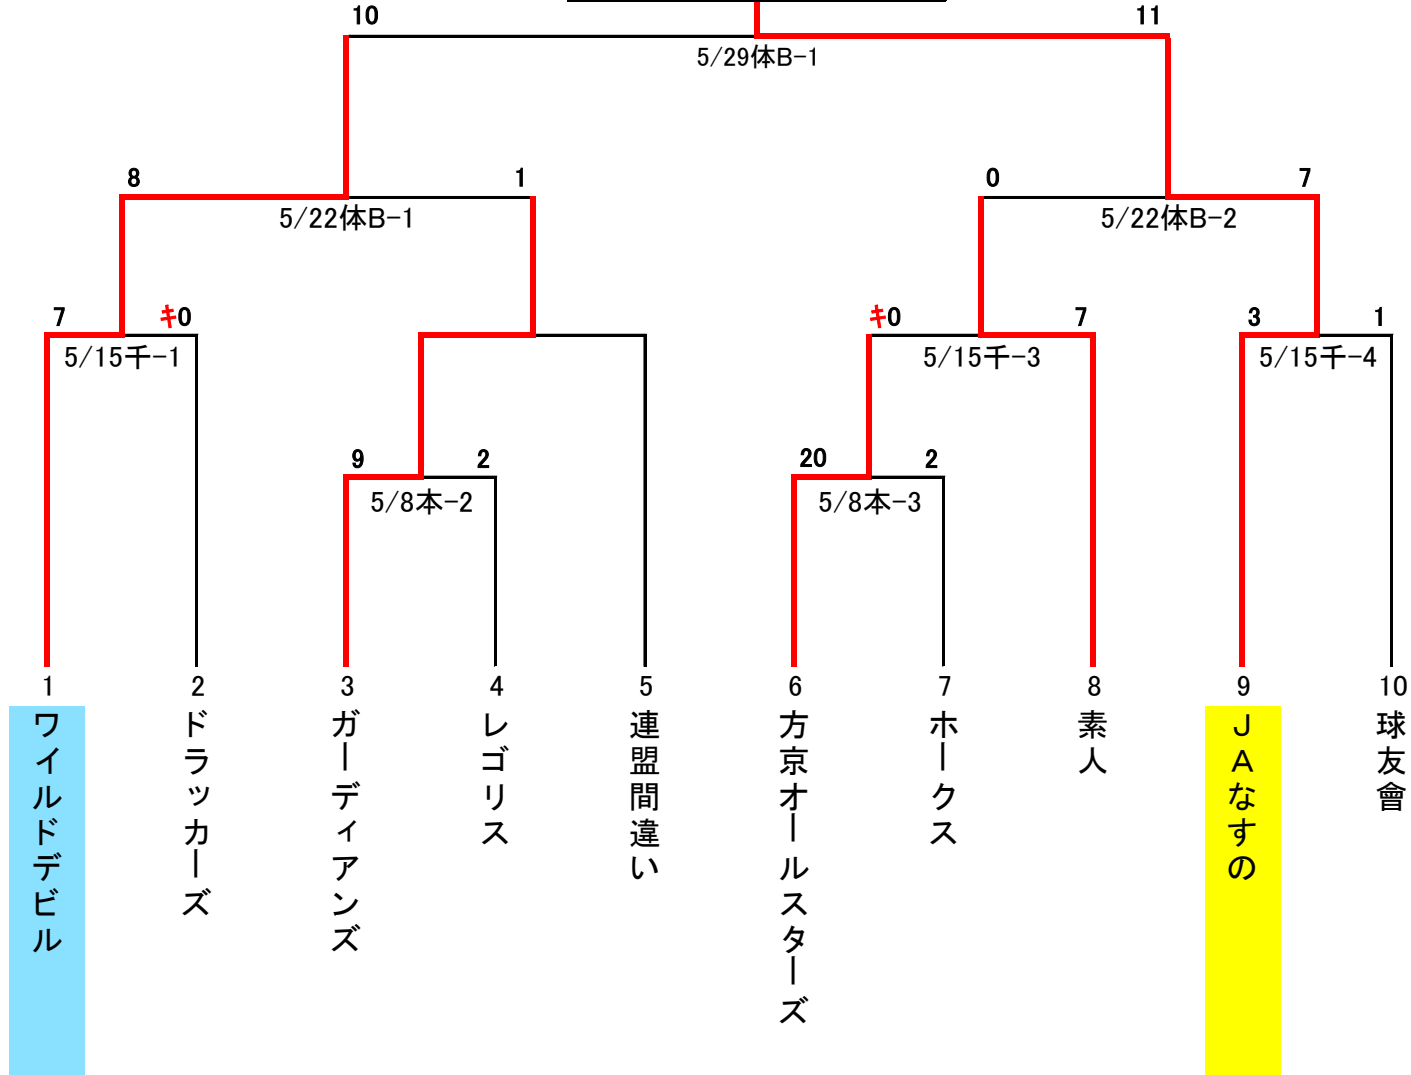 10
11
5/29体B-1
8
1
0
7
5/22体B-1
5/22体B-2
7
キ0
キ0
7
3
1
5/15千-1
5/15千-3
5/15千-4
9
2
20
2
5/8本-2
5/8本-3
1
2
3
4
5
6
7
8
9
10
ワイルドデビル
ドラッカーズ
ガーディアンズ
レゴリス
連盟間違い
方京オールスターズ
ホークス
素人
JAなすの
球友會